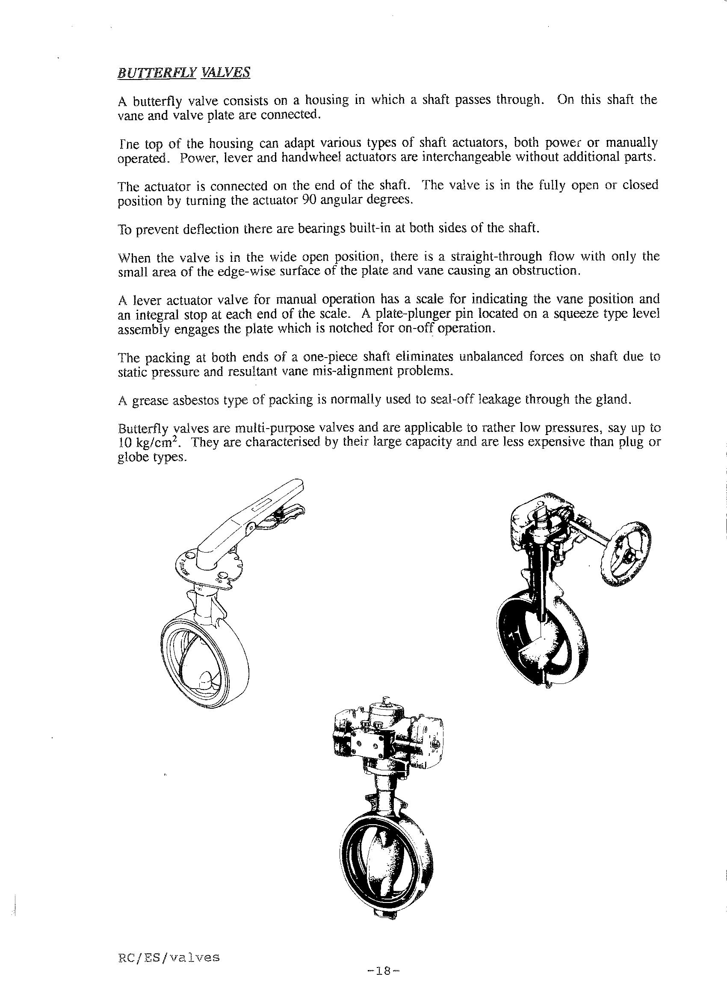 BUTTERFLY VALVES
A butterfly valve consists on a housing in which a shaft passes through. On this shaft the
vane and valve plate are connected.
The top of the housing can adapt various types of shaft actuators, both power or manually
operated. Power, lever and handwheel actuators are interchangeable without additional parts.
The actuator is connected on the end of the shaft. The valve is in the fully open or closed
position by turning the actuator 90 angular degrees.
To prevent deflection there are bearings built-in at both sides of the shaft.
When the valve is in the wide open position, there is a straight-through flow with only the
small area of the edge-wise surface of the plate and vane causing an obstruction.
A lever actuator valve for manual operation has a scale for indicating the vane position and
an integral stop at each end of the scale. A plate-plunger pin located on a squeeze type level
assembly engages the plate which is notched for on-off operation.
The packing at both ends of a one-piece shaft eliminates unbalanced forces on shaft due to
static pressure and resultant vane mis-alignment problems.
A grease asbestos type of packing is normally used to seal-off leakage through the gland.
Butterfly valves are multi-purpose valves and are applicable to rather low pressures, say up to
10 kg/cm². They are characterised by their large capacity and are less expensive than plug or
globe types.
RC/ES/valves
-18-